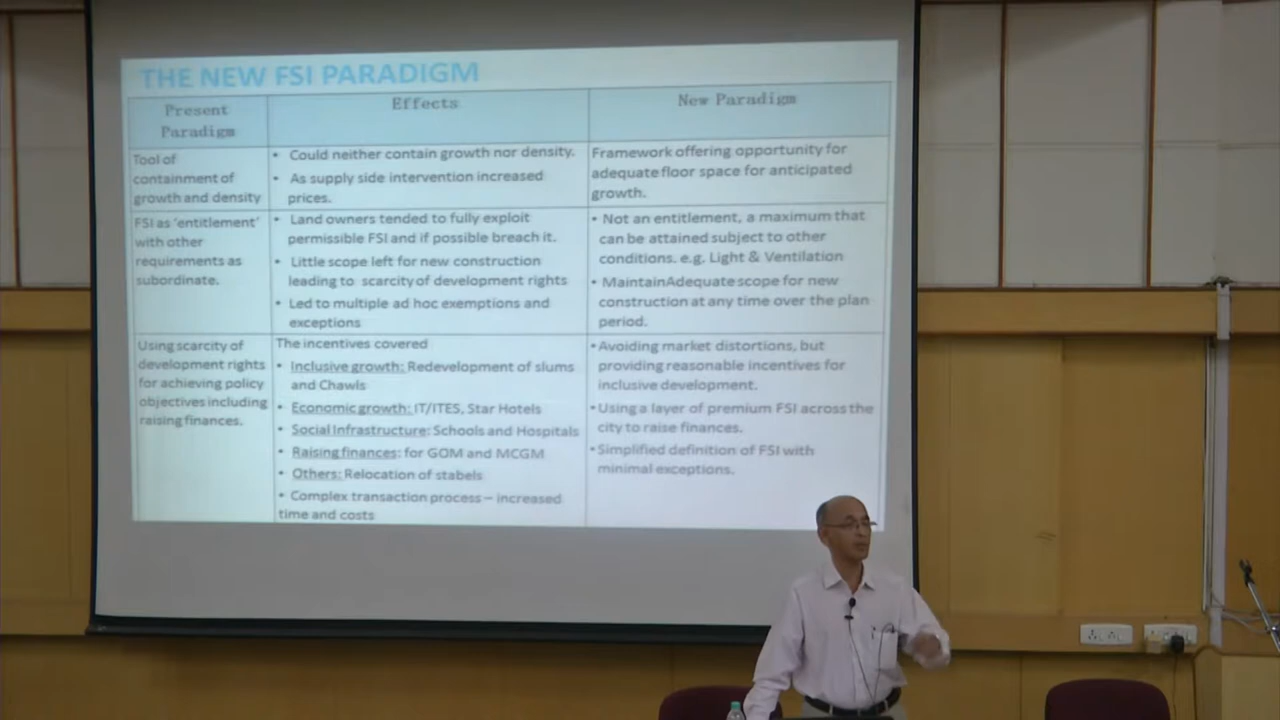 THE NEW FSI PARADIGM
Present
Paradigm
Effects
New Paradigm
Tool of
containment of
growth and density
• Could neither contain growth nor density.
• As supply side intervention increased
prices.
Framework offering opportunity for
adequate floor space for anticipated
growth.
FSI as 'entitlement'
with other
requirements as
subordinate.
• Land owners tended to fully exploit
permissible FSI and if possible breach it.
• Little scope left for new construction
leading to scarcity of development rights
• Led to multiple ad hoc exemptions and
exceptions
• Not an entitlement, a maximum that
can be attained subject to other
conditions. e.g. Light & Ventilation
• MaintainAdequate scope for new
construction at any time over the plan
period.
Using scarcity of
development rights
for achieving policy
objectives including
raising finances.
The incentives covered
• Inclusive growth: Redevelopment of slums
and Chawls
• Economic growth: IT/ITES, Star Hotels
• Social Infrastructure: Schools and Hospitals
• Raising finances: for GOM and MCGM
• Others: Relocation of stabels
• Complex transaction process – increased
time and costs
• Avoiding market distortions, but
providing reasonable incentives for
inclusive development.
• Using a layer of premium FSI across the
city to raise finances.
• Simplified definition of FSI with
minimal exceptions.